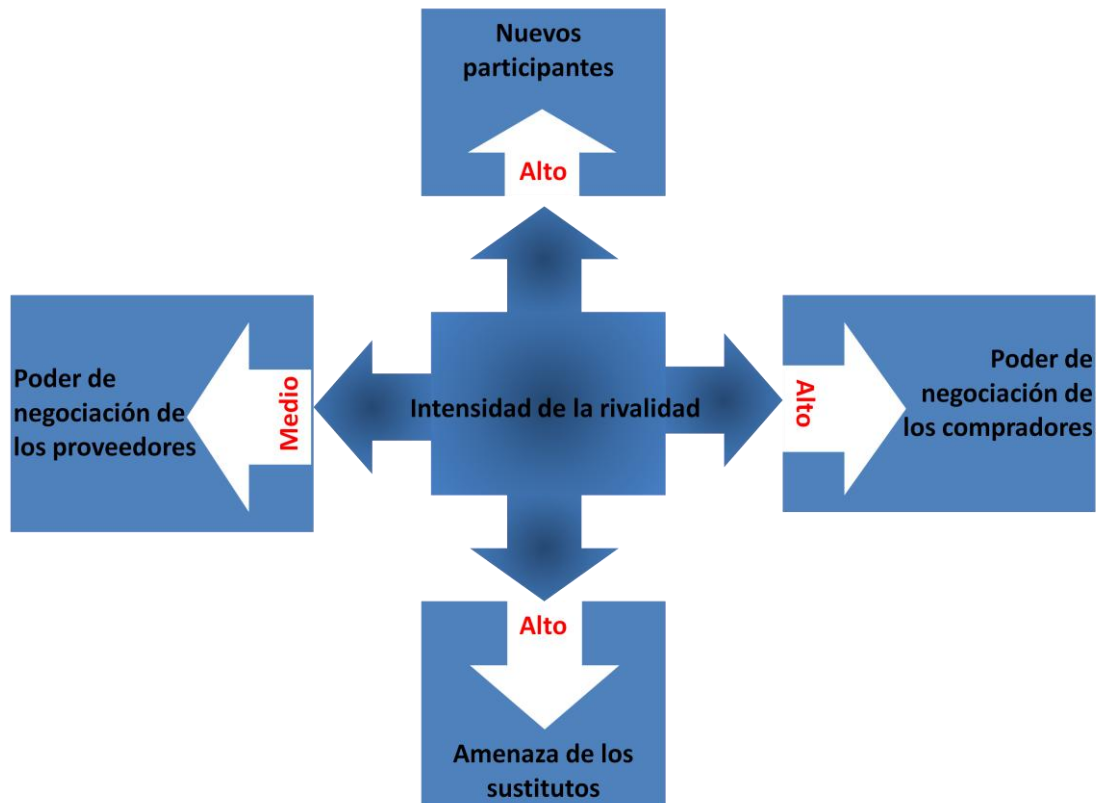 Nuevos
participantes
Alto
Poder de
negociación de
los proveedores
Medio
Intensidad de la rivalidad
Alto
Poder de
negociación de
los compradores
Alto
Amenaza de los
sustitutos